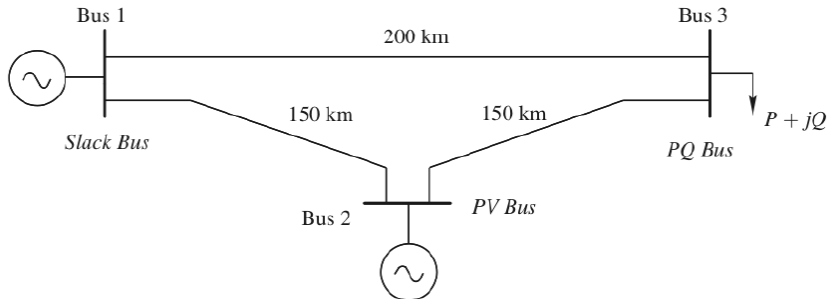 Bus 1
Bus 3
200 km
150 km
150 km
P + jQ
Slack Bus
PQ Bus
Bus 2
PV Bus